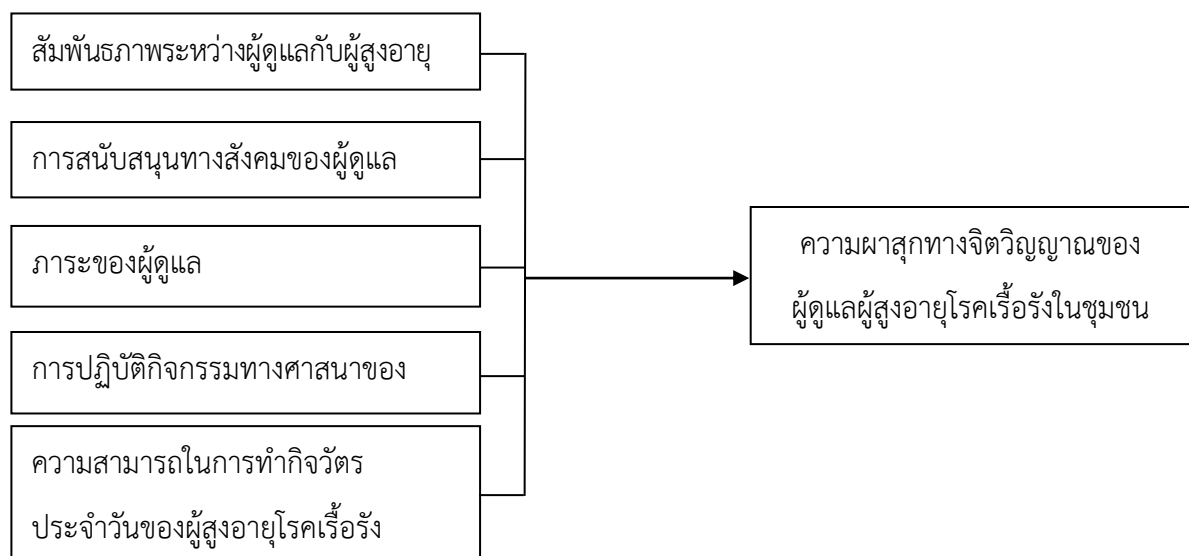 สัมพันธภาพระหว่างผู้ดูแลกับผู้สูงอายุ
การสนับสนุนทางสังคมของผู้ดูแล
ภาระของผู้ดูแล
การปฏิบัติกิจกรรมทางศาสนาของ
ความสามารถในการทำกิจวัตร
ประจำวันของผู้สูงอายุโรคเรื้อรัง
ความผาสุกทางจิตวิญญาณของ
ผู้ดูแลผู้สูงอายุโรคเรื้อรังในชุมชน